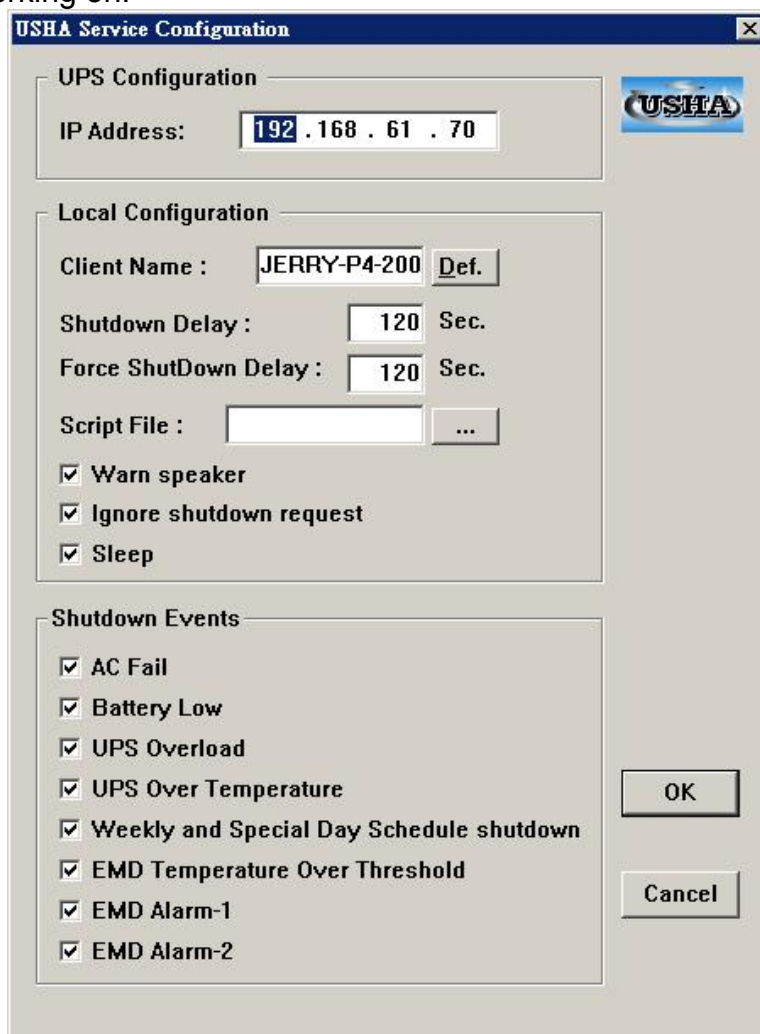 rking on.
USHA Service Configuration
UPS Configuration
USHA
IP Address: 192 . 168 . 61 . 70
Local Configuration
Client Name : JERRY-P4-200 Def.
Shutdown Delay : 120 Sec.
Force ShutDown Delay : 120 Sec.
Script File : ...
Warn speaker
Ignore shutdown request
Sleep
Shutdown Events
AC Fail
Battery Low
UPS Overload
UPS Over Temperature
OK
Weekly and Special Day Schedule shutdown
EMD Temperature Over Threshold
Cancel
EMD Alarm-1
EMD Alarm-2